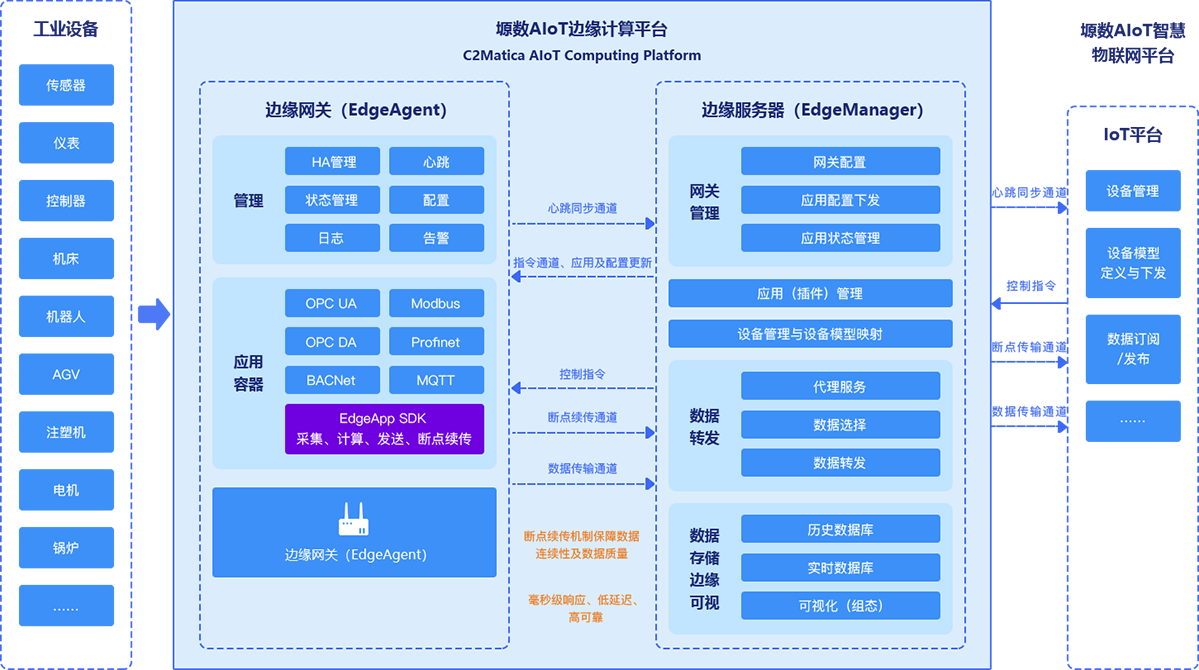 工业设备
传感器
仪表
控制器
机床
机器人
AGV
注塑机
电机
锅炉
……
塬数AIoT边缘计算平台
C2Matica AIoT Computing Platform
边缘网关（EdgeAgent）
管理
HA管理
心跳
状态管理
配置
日志
告警
应用
容器
OPC UA
Modbus
OPC DA
Profinet
BACNet
MQTT
EdgeApp SDK
采集、计算、发送、断点续传
边缘网关（EdgeAgent）
心跳同步通道
指令通道、应用及配置更新
控制指令
断点续传通道
数据传输通道
断点续传机制保障数据
连续性及数据质量
毫秒级响应、低延迟、
高可靠
边缘服务器（EdgeManager）
网关
管理
网关配置
应用配置下发
应用状态管理
应用（插件）管理
设备管理与设备模型映射
数据
转发
代理服务
数据选择
数据转发
数据
存储
边缘
可视
历史数据库
实时数据库
可视化（组态）
心跳同步通道
控制指令
断点传输通道
数据传输通道
塬数AIoT智慧
物联网平台
IoT平台
设备管理
设备模型
定义与下发
数据订阅
/发布
……